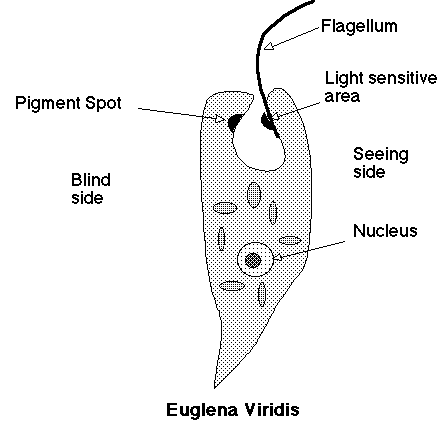 Flagellum
Light sensitive
area
Pigment Spot
Seeing
side
Blind
side
Nucleus
Euglena Viridis